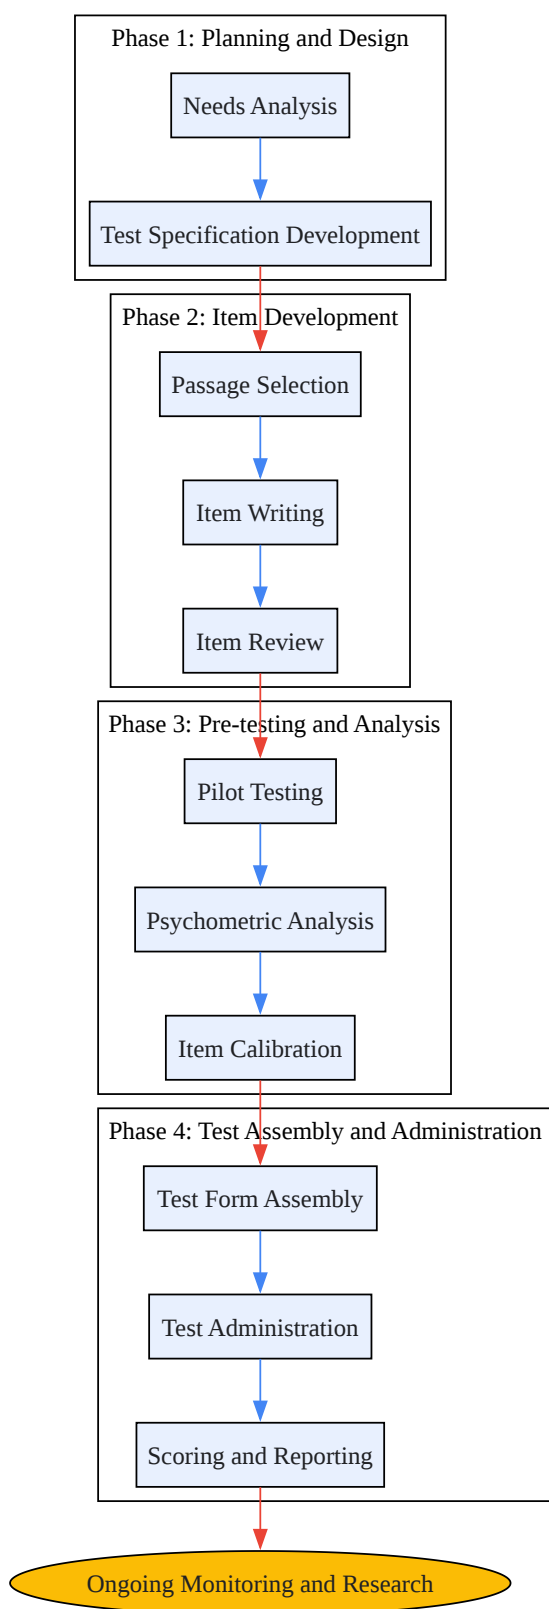 Phase 1: Planning and Design
Needs Analysis
Test Specification Development
Phase 2: Item Development
Passage Selection
Item Writing
Item Review
Phase 3: Pre-testing and Analysis
Pilot Testing
Psychometric Analysis
Item Calibration
Phase 4: Test Assembly and Administration
Test Form Assembly
Test Administration
Scoring and Reporting
Ongoing Monitoring and Research